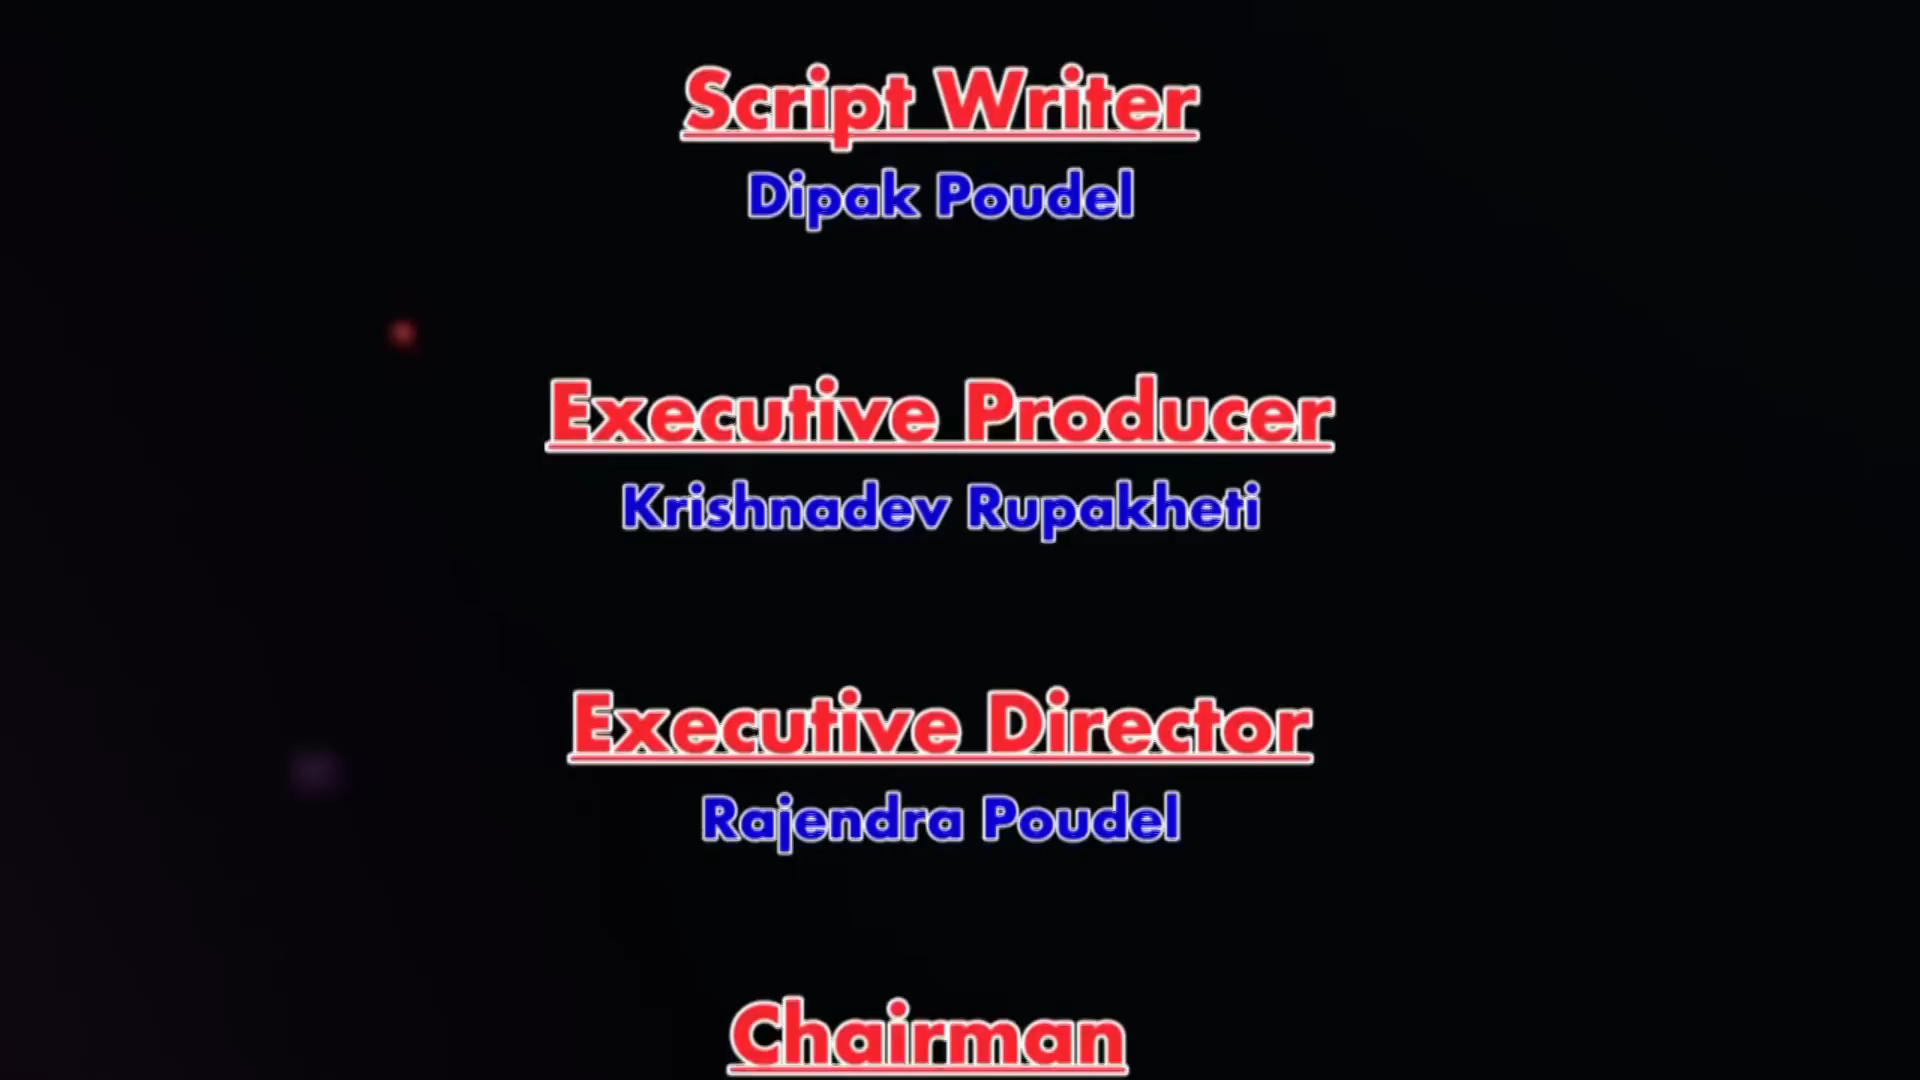 Script Writer
Dipak Poudel
Executive Producer
Krishnadev Rupakheti
Executive Director
Rajendra Poudel
Chairman